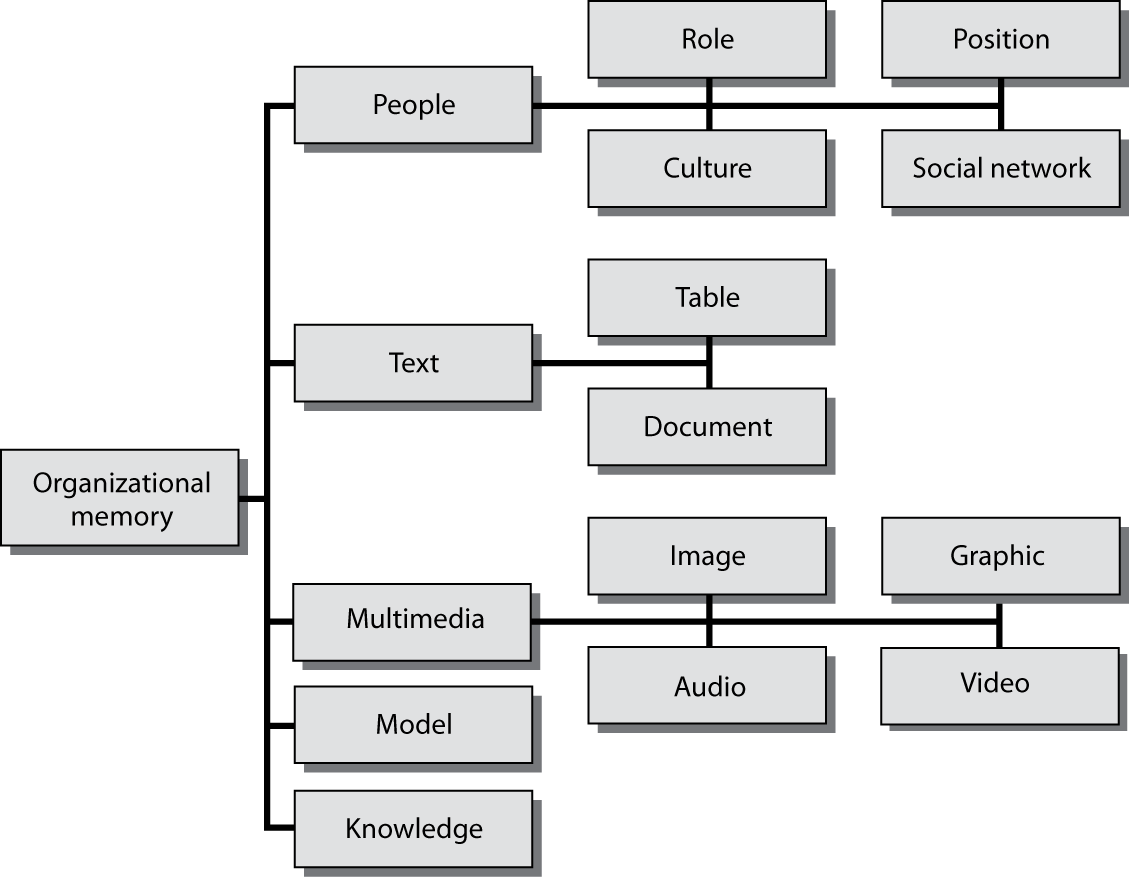 Role
Position
People
Culture
Social network
Table
Text
Document
Organizational
memory
Image
Graphic
Multimedia
Audio
Video
Model
Knowledge